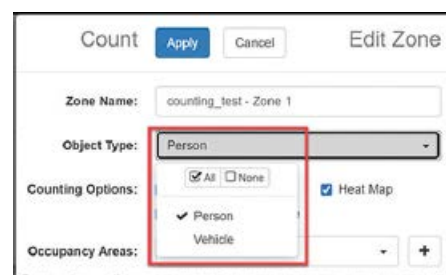 Count Apply Cancel Edit Zone
Zone Name: counting_test - Zone 1
Object Type: Person
All None
Counting Options: Heat Map
Person
Vehicle
Occupancy Areas: +